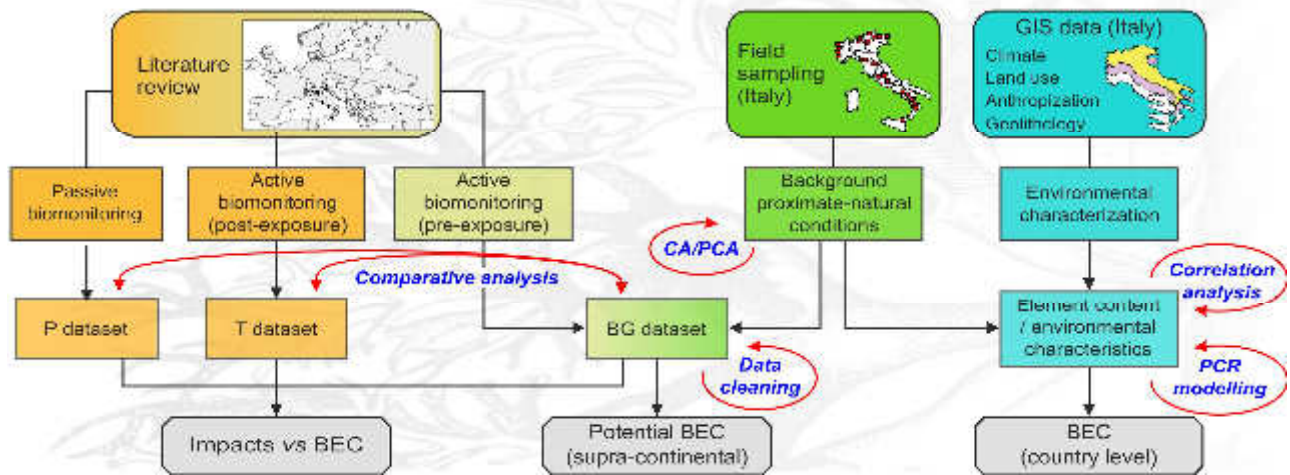 Literature
review
Field
sampling
(Italy)
GIS data (Italy)
Climate
Land use
Anthropization
Geolithology
Passive
biomonitoring
Active
biomonitoring
(post-exposure)
Active
biomonitoring
(pre-exposure)
Background
proximate-natural
conditions
Environmental
characterization
CA/PCA
Comparative analysis
Correlation
analysis
P dataset
T dataset
BG dataset
Element content
/ environmental
characteristics
Data
cleaning
PCR
modelling
Impacts vs BEC
Potential BEC
(supra-continental)
BEC
(country level)